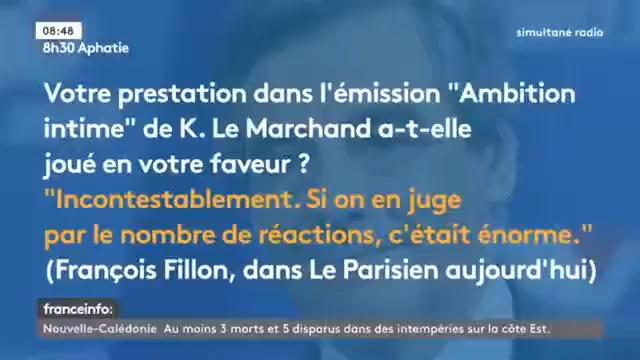 08:48
simultané radio
8h30 Aphatie
Votre prestation dans l'émission "Ambition
intime" de K. Le Marchand a-t-elle
joué en votre faveur ?
"Incontestablement. Si on en juge
par le nombre de réactions, c'était énorme."
(François Fillon, dans Le Parisien aujourd'hui)
franceinfo:
Nouvelle-Calédonie Au moins 3 morts et 5 disparus dans des intempéries sur la côte Est.